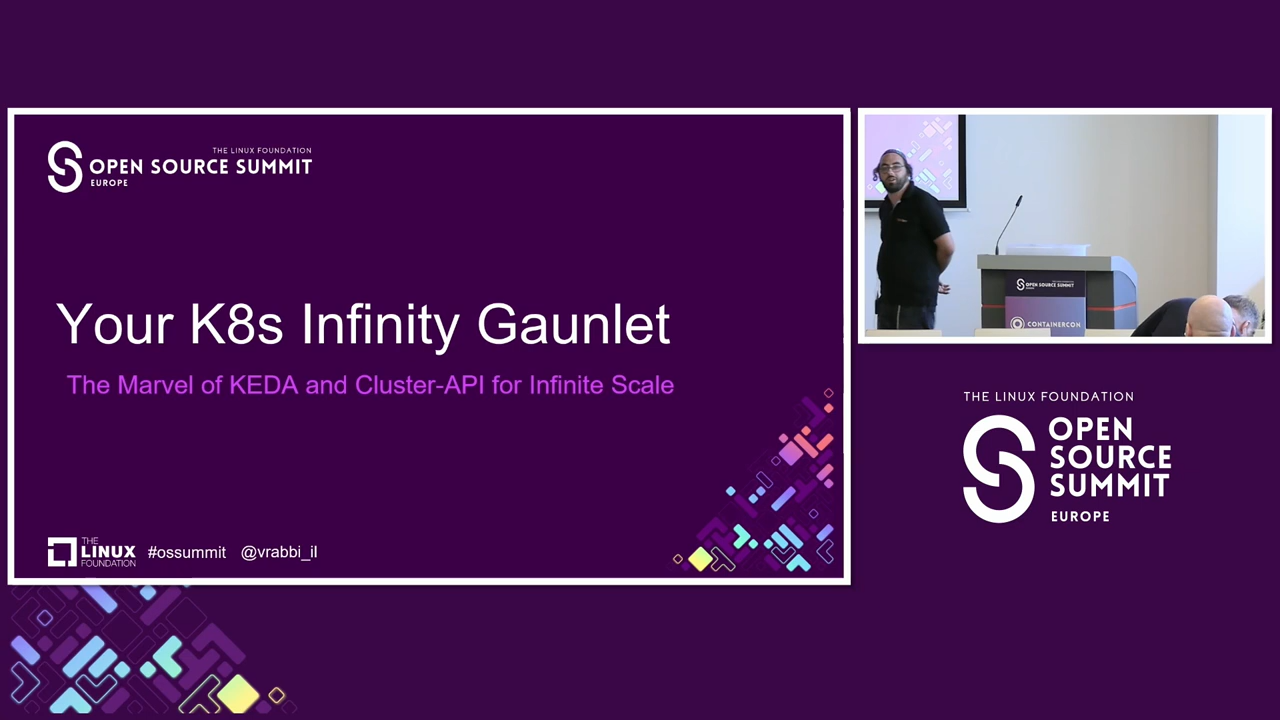 THE LINUX FOUNDATION
OPEN SOURCE SUMMIT
EUROPE
Your K8s Infinity Gaunlet
The Marvel of KEDA and Cluster-API for Infinite Scale
THE
LINUX
FOUNDATION
#ossummit @vrabbi_il
OPEN SOURCE SUMMIT
CONTAINERCON
THE LINUX FOUNDATION
OPEN
SOURCE
SUMMIT
EUROPE